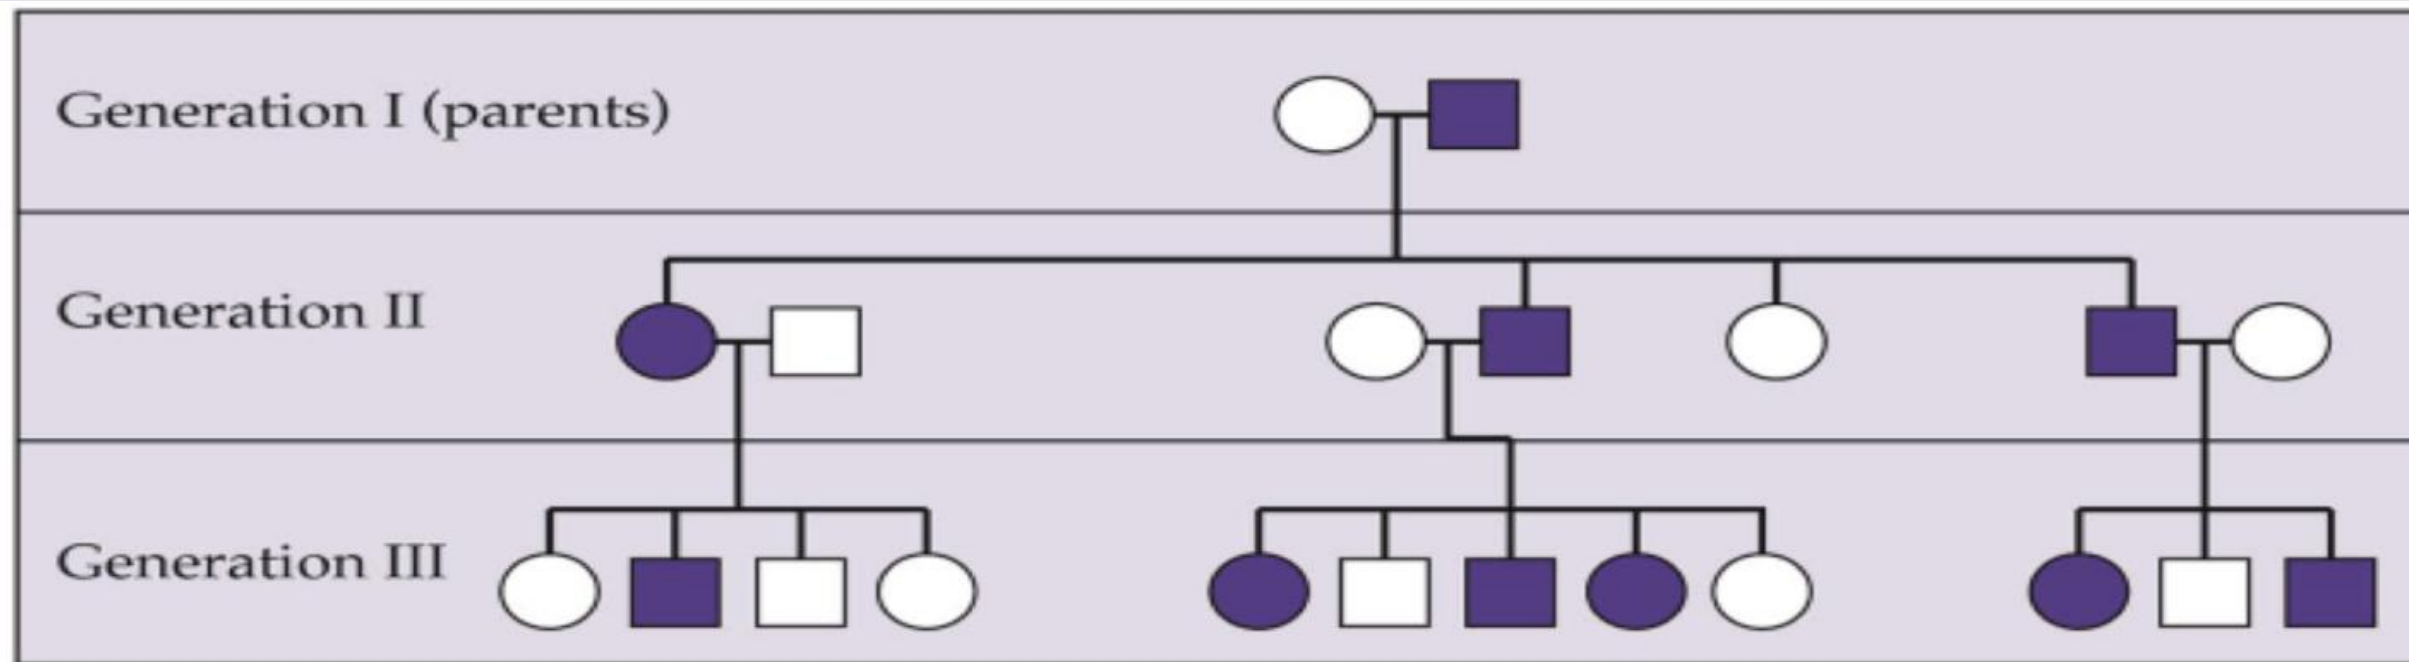 Generation I (parents)
Generation II
Generation III